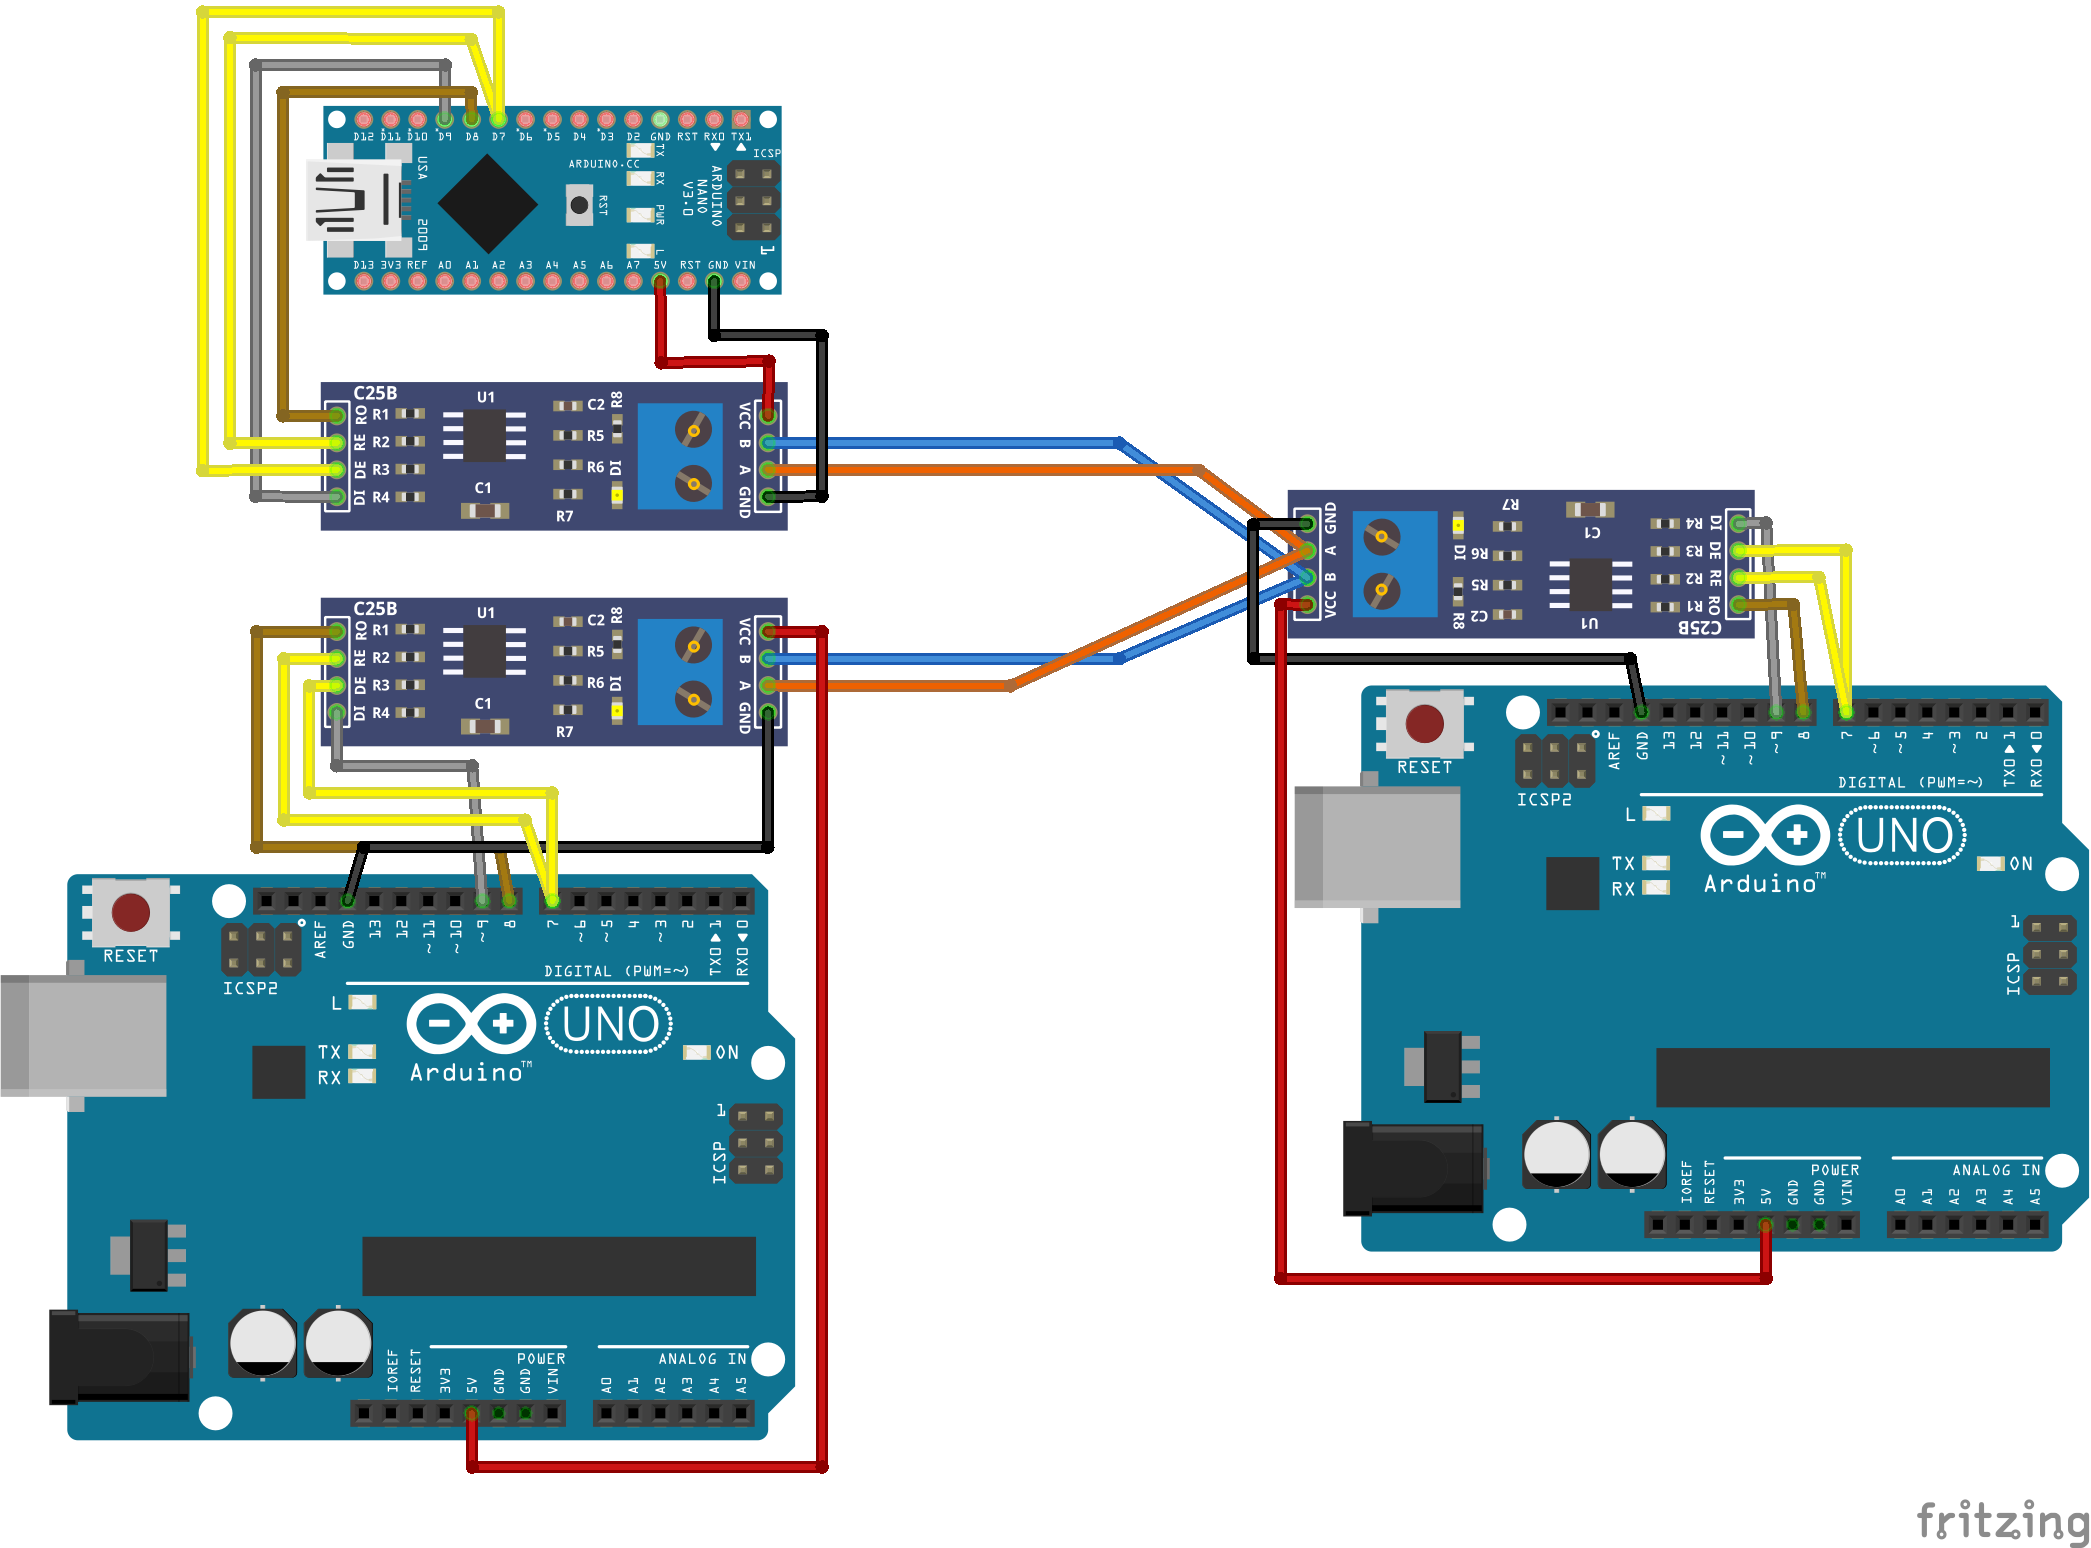 D12 D11 D10 D9 D8 D7 D6 D5 D4 D3 D2 GND RST RX0 TX1
USA
ARDUINO.CC
TX
RX
PWR
L
RST
ARDUINO
NANO
V3.0
ICSP
1
D13 3V3 REF A0 A1 A2 A3 A4 A5 A6 A7 5V RST GND VIN
C25B
RO R1
RE R2
DE R3
DI R4
U1
C1
C2 R8
R5
R6 DI
R7
VCC
B
A
GND
C25B
RO R1
RE R2
DE R3
DI R4
U1
C1
C2 R8
R5
R6 DI
R7
VCC
B
A
GND
GND
A
B
VCC
R7
DI R6
R5
R8 C2
C1
U1
R4 DI
R3 DE
R2 RE
R1 RO
C25B
RESET
ICSP2
AREF GND 13 12 ~11 ~10 ~9 8 7 ~6 ~5 4 ~3 2 TX0▶1 RX0◀0
DIGITAL (PWM=~)
L
TX
RX
UNO
Arduino™
ON
1
ICSP
POWER
ANALOG IN
IOREF RESET 3V3 5V GND GND VIN A0 A1 A2 A3 A4 A5
RESET
ICSP2
AREF GND 13 12 ~11 ~10 ~9 8 7 ~6 ~5 4 ~3 2 TX0▶1 RX0◀0
DIGITAL (PWM=~)
L
TX
RX
UNO
Arduino™
ON
1
ICSP
POWER
ANALOG IN
IOREF RESET 3V3 5V GND GND VIN A0 A1 A2 A3 A4 A5
fritzing